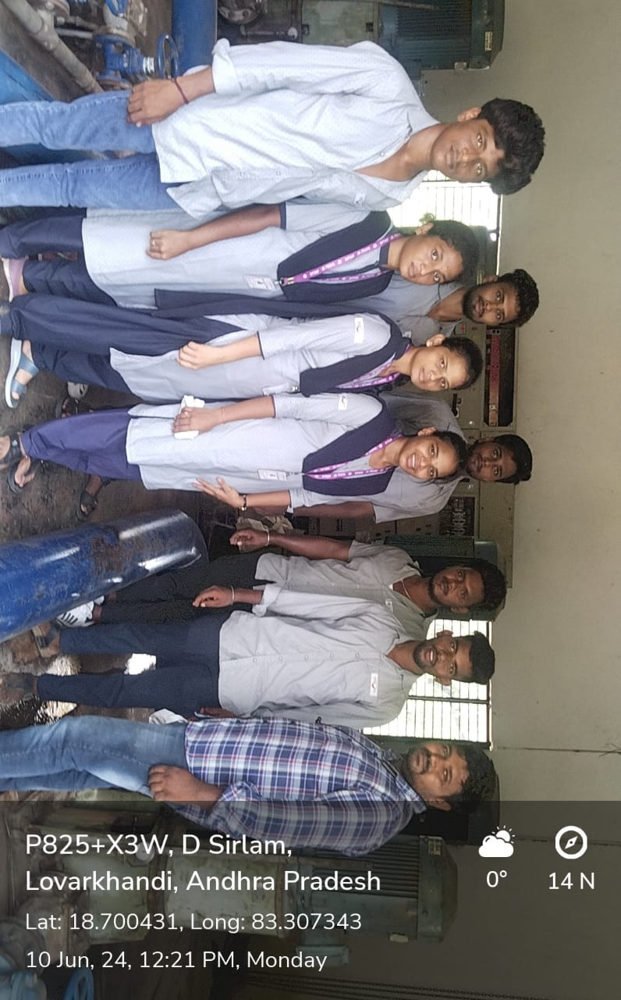 P825+X3W, D Sirlam,
Lovarkhandi, Andhra Pradesh
Lat: 18.700431, Long: 83.307343
10 Jun, 24, 12:21 PM, Monday
0°
14 N